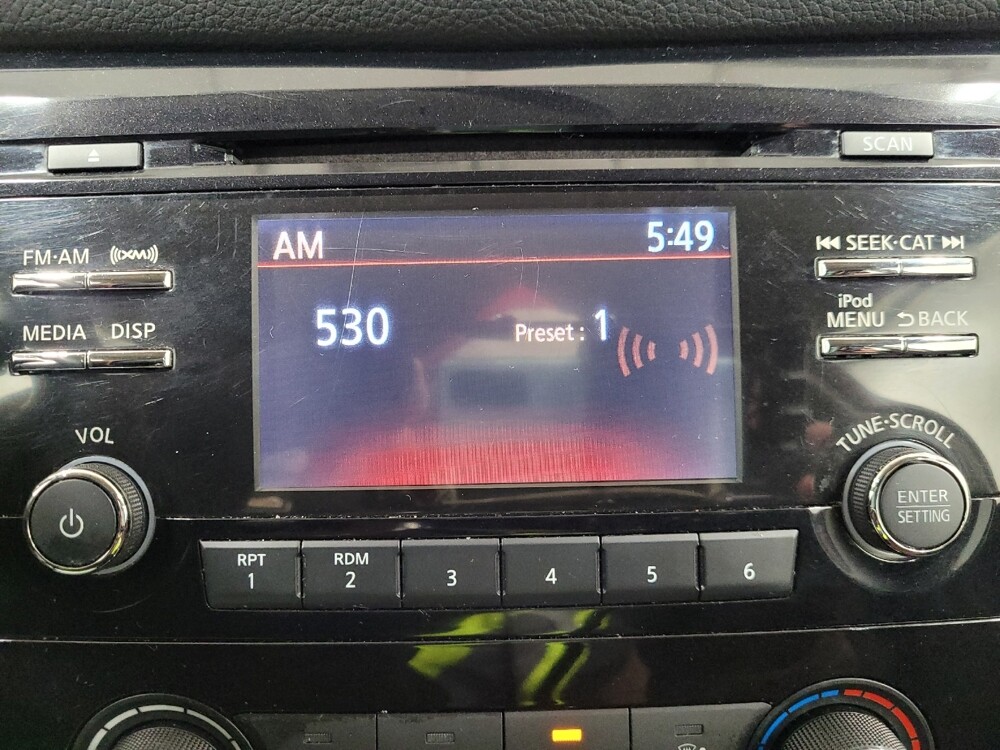 SCAN
AM 5:49
FM·AM ((XM))
SEEK·CAT
530 Preset : 1
MEDIA DISP
iPod
MENU BACK
VOL
TUNE·SCROLL
ENTER
SETTING
RPT RDM
1 2 3 4 5 6